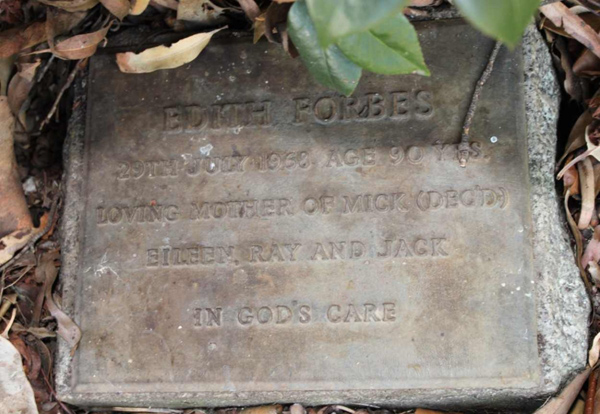 EDITH FORBES
29TH JULY 1968. AGE 90 YRS.
LOVING MOTHER OF MICK (DEC'D)
EILEEN, RAY AND JACK
IN GOD'S CARE